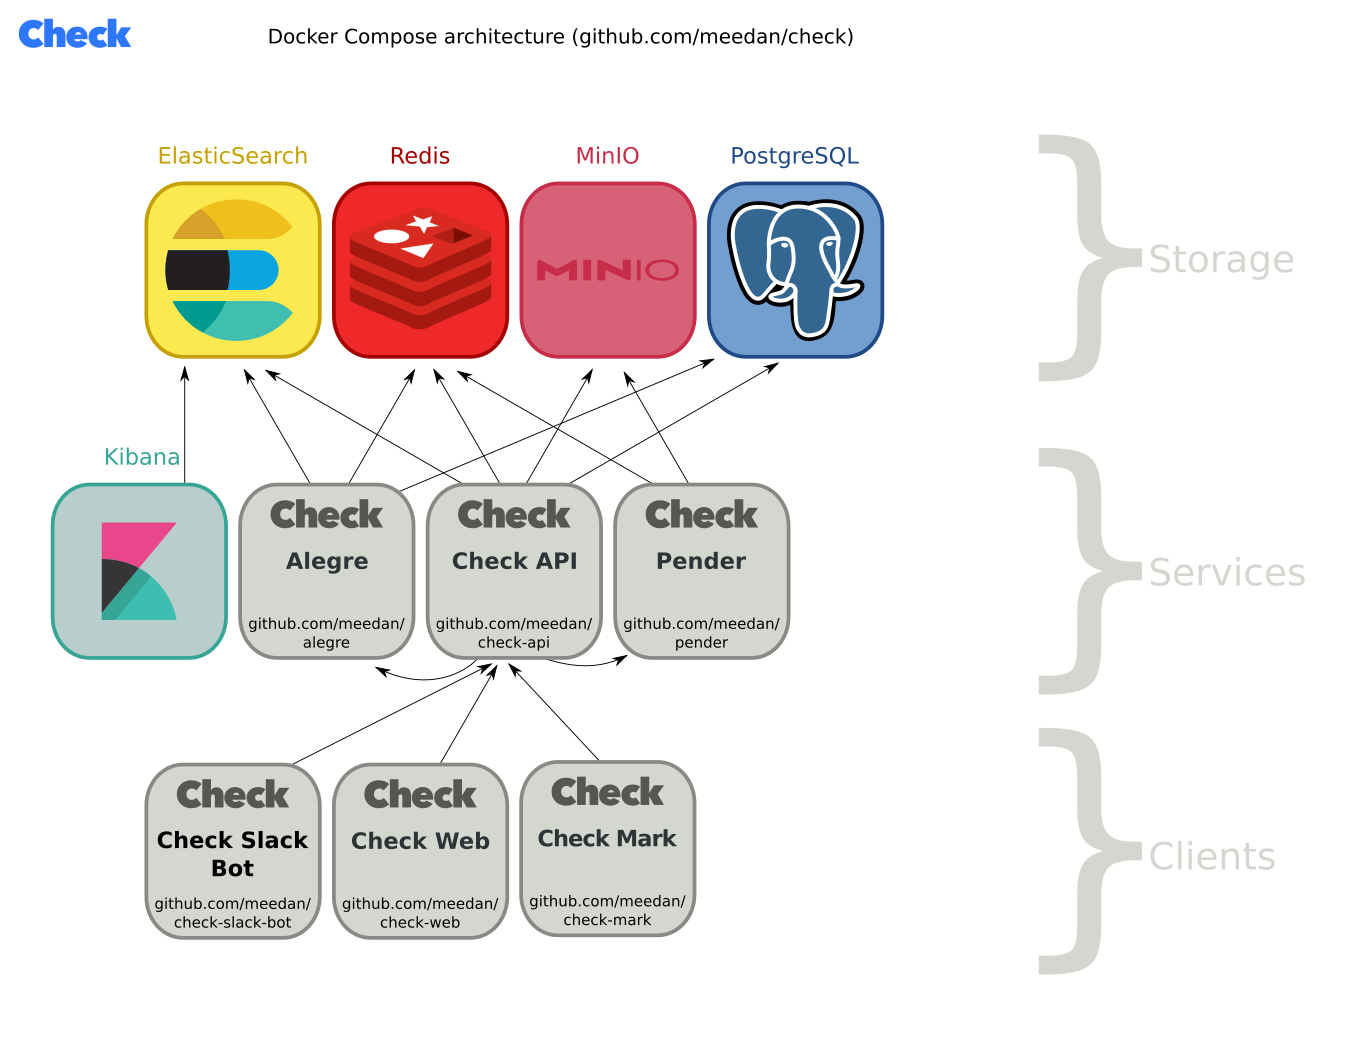 Check
Docker Compose architecture (github.com/meedan/check)
ElasticSearch
Redis
MinIO
PostgreSQL
MINIO
Storage
Kibana
Check
Alegre
github.com/meedan/
alegre
Check
Check API
github.com/meedan/
check-api
Check
Pender
github.com/meedan/
pender
Services
Check
Check Slack
Bot
github.com/meedan/
check-slack-bot
Check
Check Web
github.com/meedan/
check-web
Check
Check Mark
github.com/meedan/
check-mark
Clients